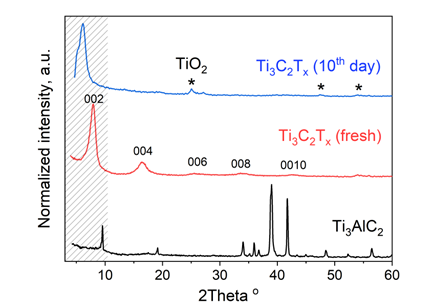 Normalized intensity, a.u.
TiO₂
Ti₃C₂Tₓ (10ᵗʰ day)
* * *
002
004
006
008
0010
Ti₃C₂Tₓ (fresh)
Ti₃AlC₂
10 20 30 40 50 60
2Theta °